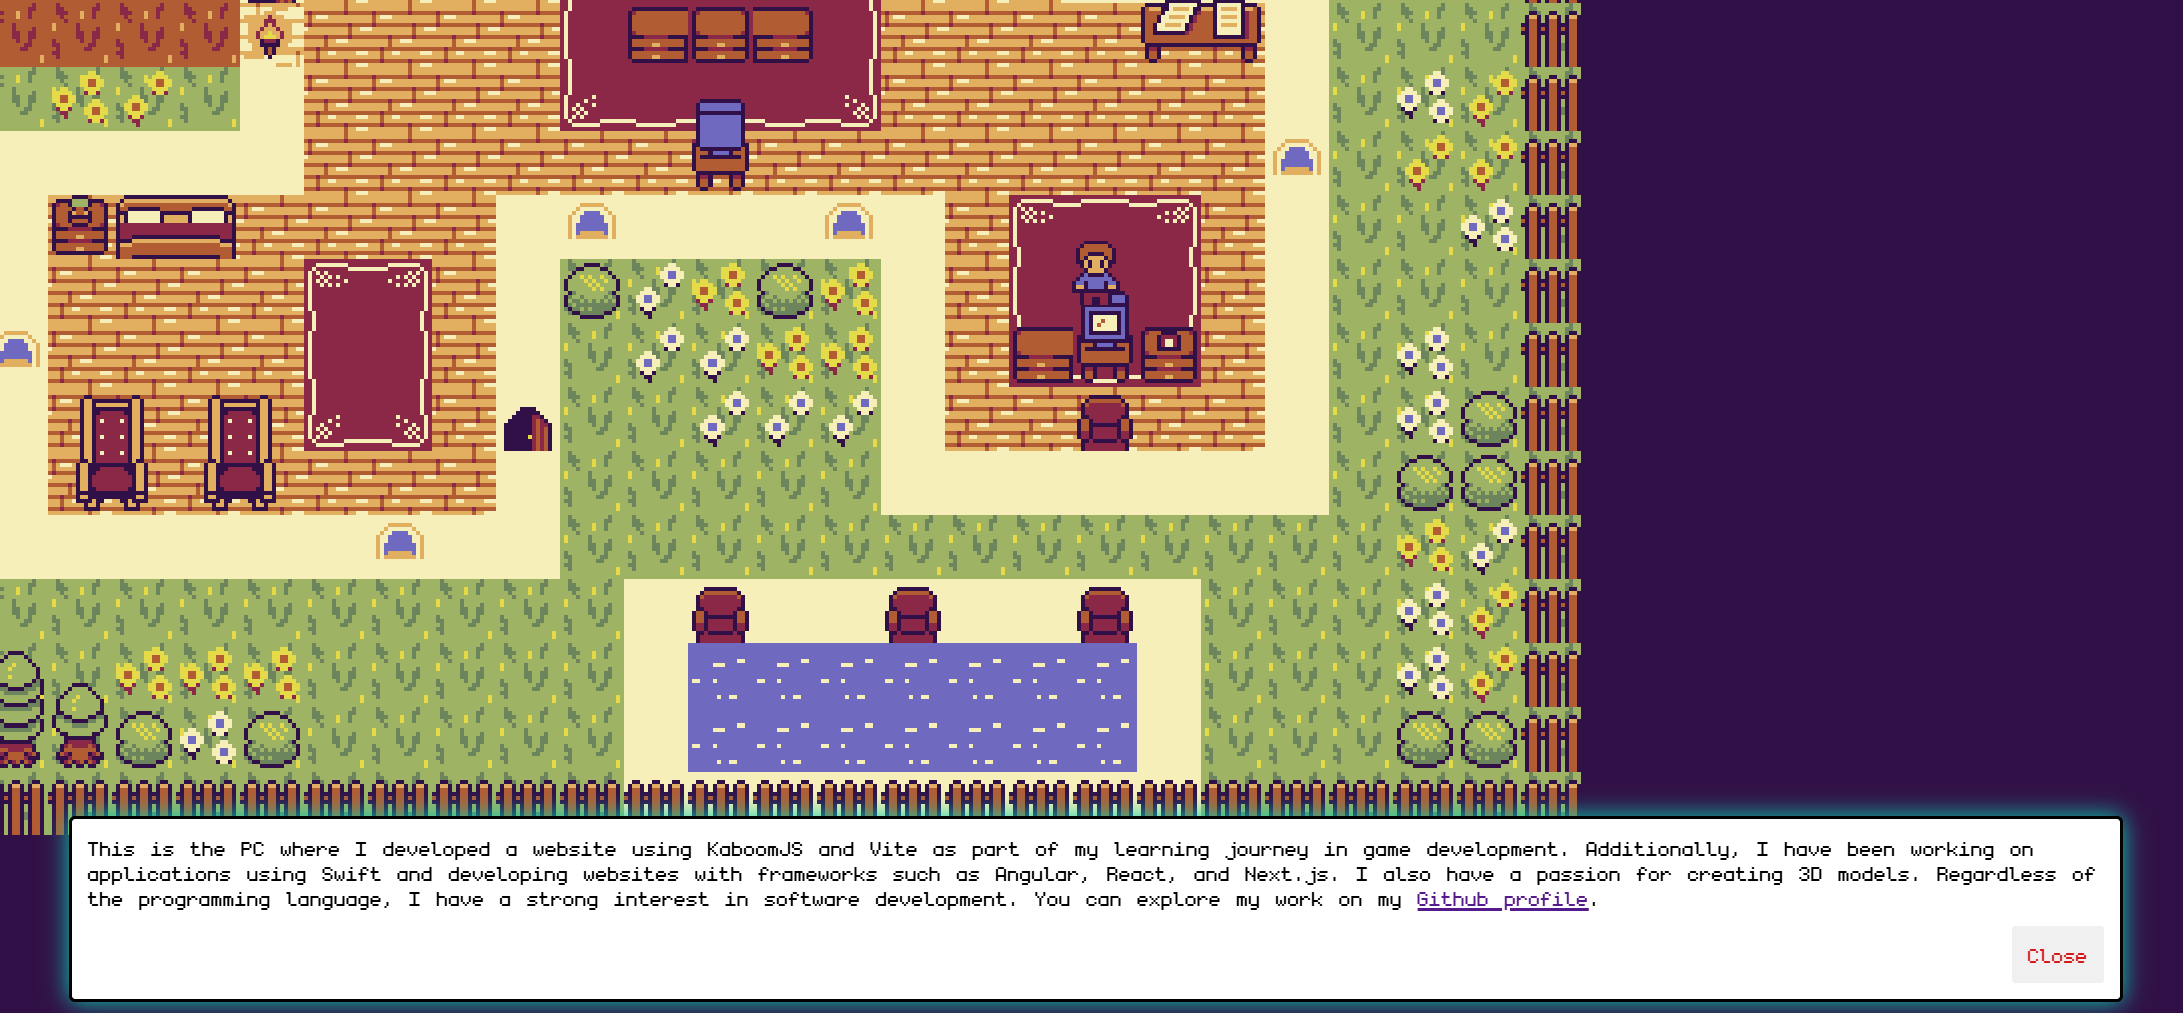 This is the PC where I developed a website using KaboomJS and Vite as part of my learning journey in game development. Additionally, I have been working on
applications using Swift and developing websites with frameworks such as Angular, React, and Next.js. I also have a passion for creating 3D models. Regardless of
the programming language, I have a strong interest in software development. You can explore my work on my Github profile.
Close